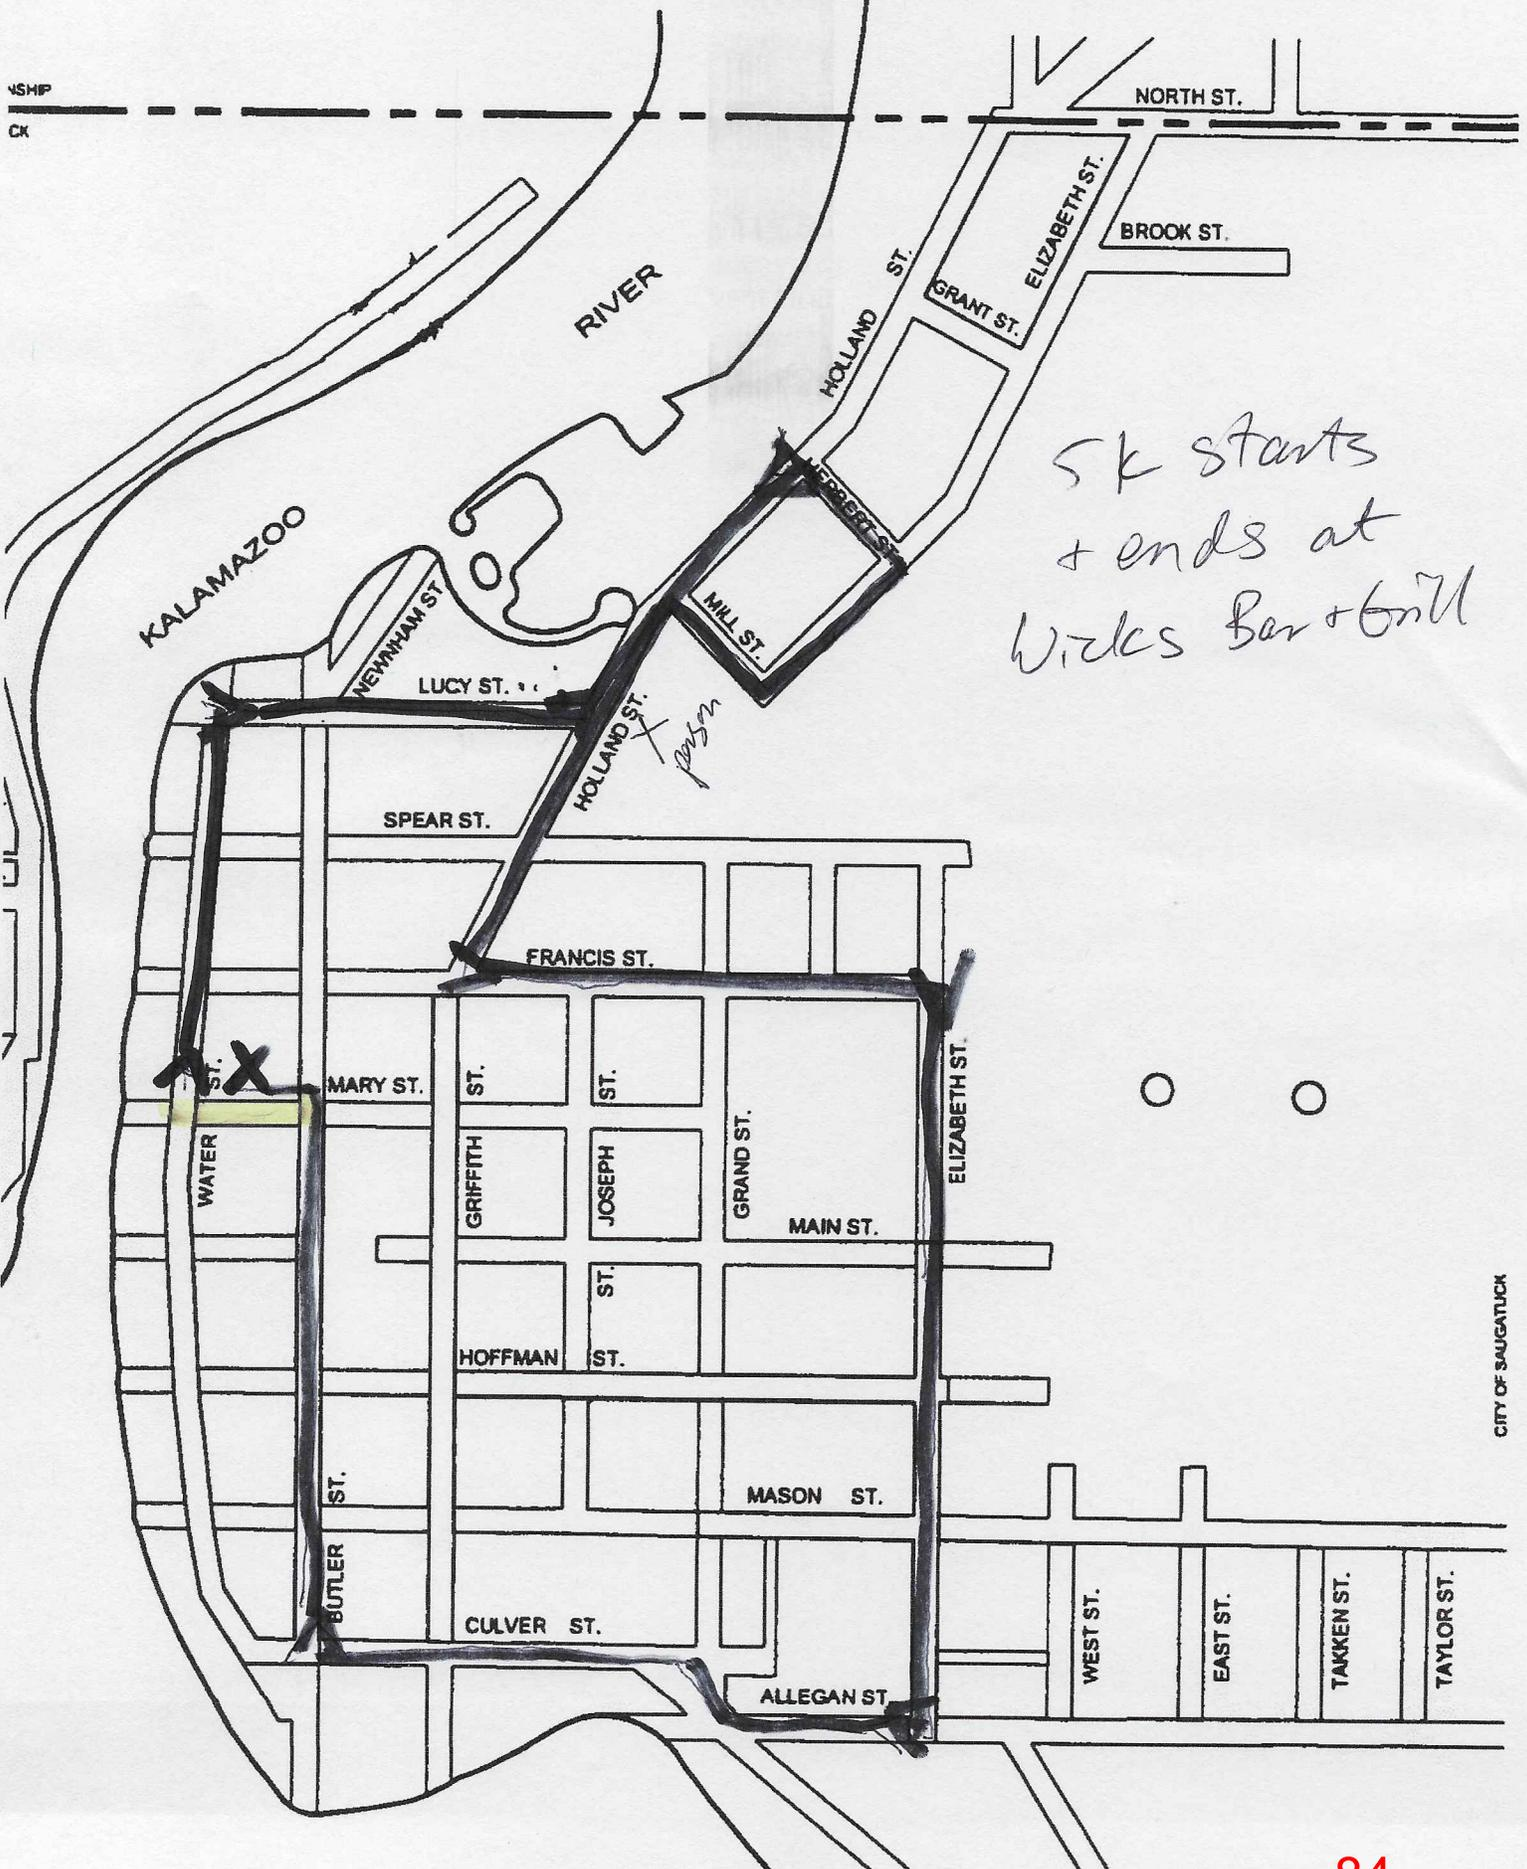 NSHIP
CK
NORTH ST.
ELIZABETH ST.
BROOK ST.
HOLLAND ST.
GRANT ST.
RIVER
KALAMAZOO
5k starts
+ ends at
Wicks Bar + Grill
HERBERT ST.
MILL ST.
NEWNHAM ST
LUCY ST.
HOLLAND ST.
X
person
SPEAR ST.
FRANCIS ST.
X
MARY ST.
WATER ST.
GRIFFITH ST.
JOSEPH ST.
GRAND ST.
ELIZABETH ST.
MAIN ST.
ST.
HOFFMAN ST.
CITY OF SAUGATUCK
MASON ST.
BUTLER ST.
CULVER ST.
ALLEGAN ST.
WEST ST.
EAST ST.
TAKKEN ST.
TAYLOR ST.
84